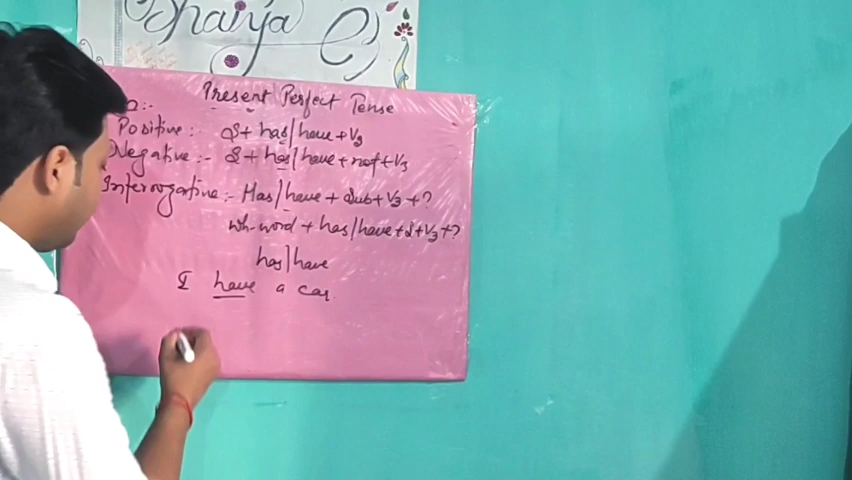 Bhaiya
Present Perfect Tense
Positive:- S+ has/have + V3
Negative:- S + has/have + not + V3
Interrogative:- Has/have + Sub + V3 + ?
Wh-word + has/have + S + V3 + ?
has/have
I have a car.